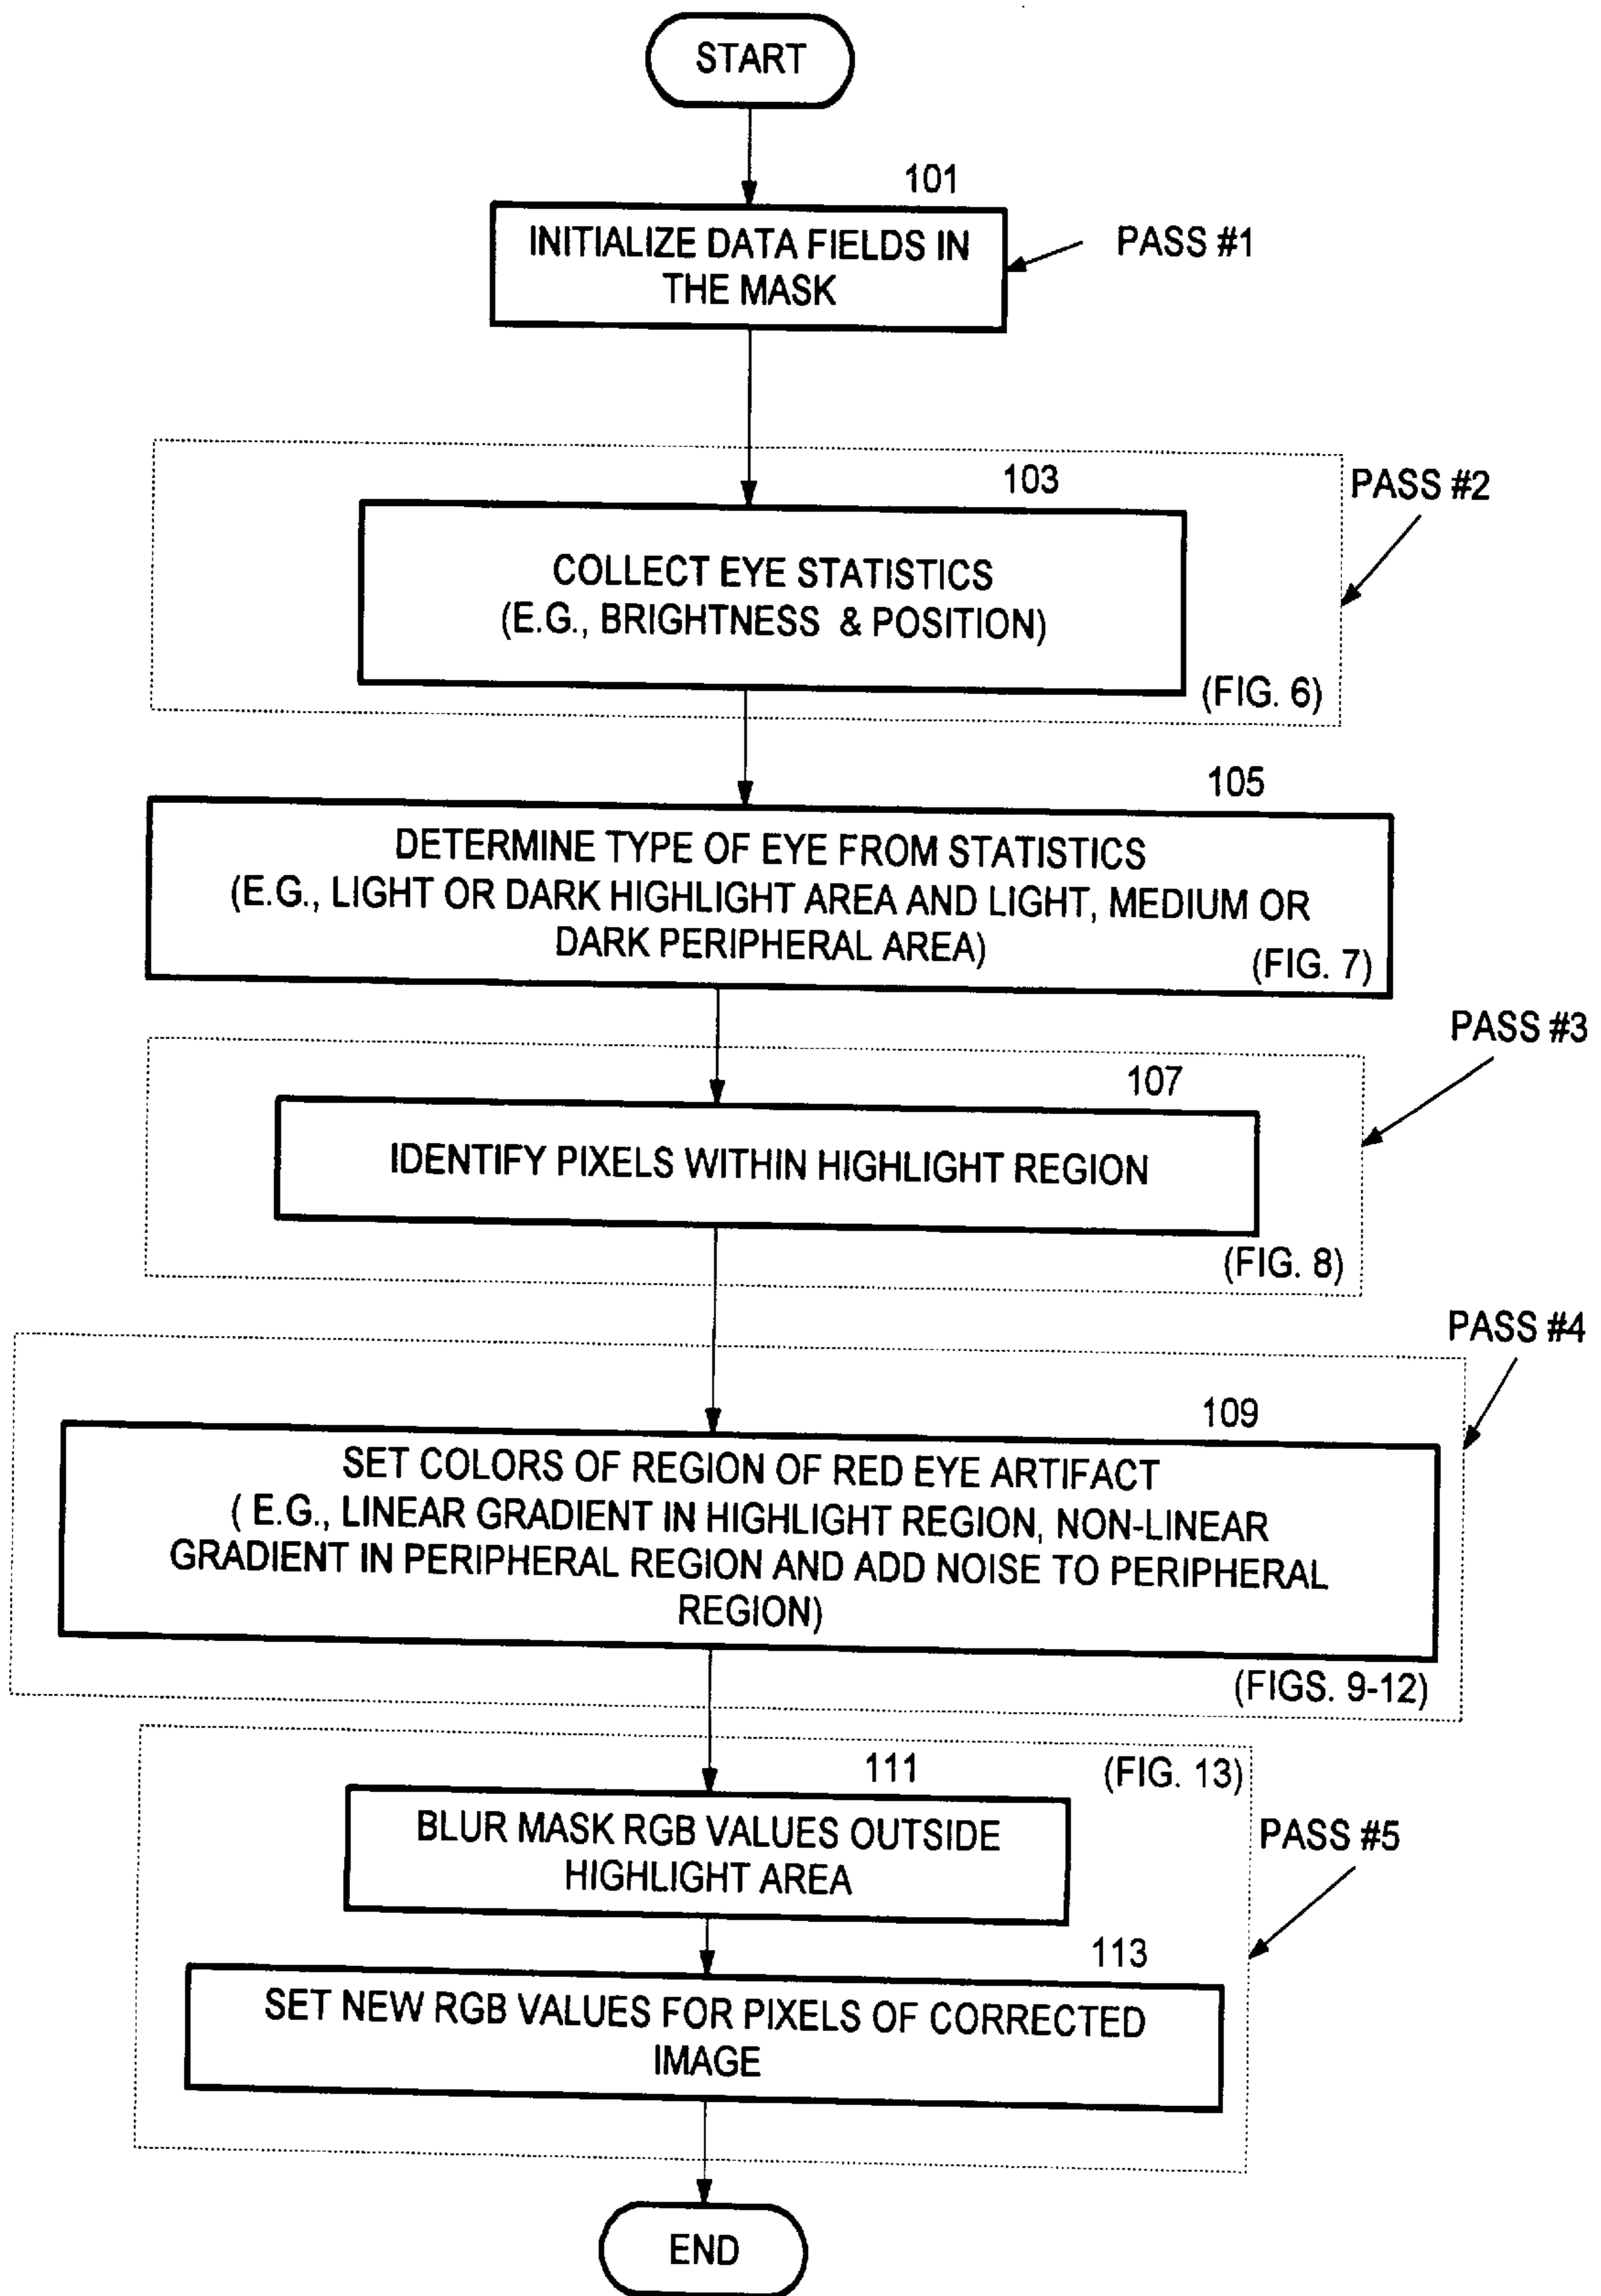 START
101
INITIALIZE DATA FIELDS IN
THE MASK
PASS #1
103
PASS #2
COLLECT EYE STATISTICS
(E.G., BRIGHTNESS & POSITION)
(FIG. 6)
105
DETERMINE TYPE OF EYE FROM STATISTICS
(E.G., LIGHT OR DARK HIGHLIGHT AREA AND LIGHT, MEDIUM OR
DARK PERIPHERAL AREA)
(FIG. 7)
PASS #3
107
IDENTIFY PIXELS WITHIN HIGHLIGHT REGION
(FIG. 8)
PASS #4
109
SET COLORS OF REGION OF RED EYE ARTIFACT
( E.G., LINEAR GRADIENT IN HIGHLIGHT REGION, NON-LINEAR
GRADIENT IN PERIPHERAL REGION AND ADD NOISE TO PERIPHERAL
REGION)
(FIGS. 9-12)
111
(FIG. 13)
BLUR MASK RGB VALUES OUTSIDE
HIGHLIGHT AREA
PASS #5
113
SET NEW RGB VALUES FOR PIXELS OF CORRECTED
IMAGE
END